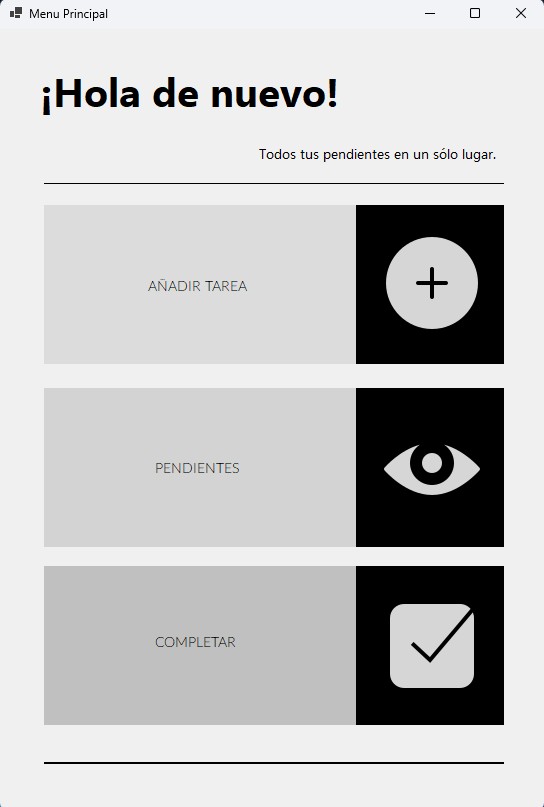 Menu Principal
¡Hola de nuevo!
Todos tus pendientes en un sólo lugar.
AÑADIR TAREA
PENDIENTES
COMPLETAR